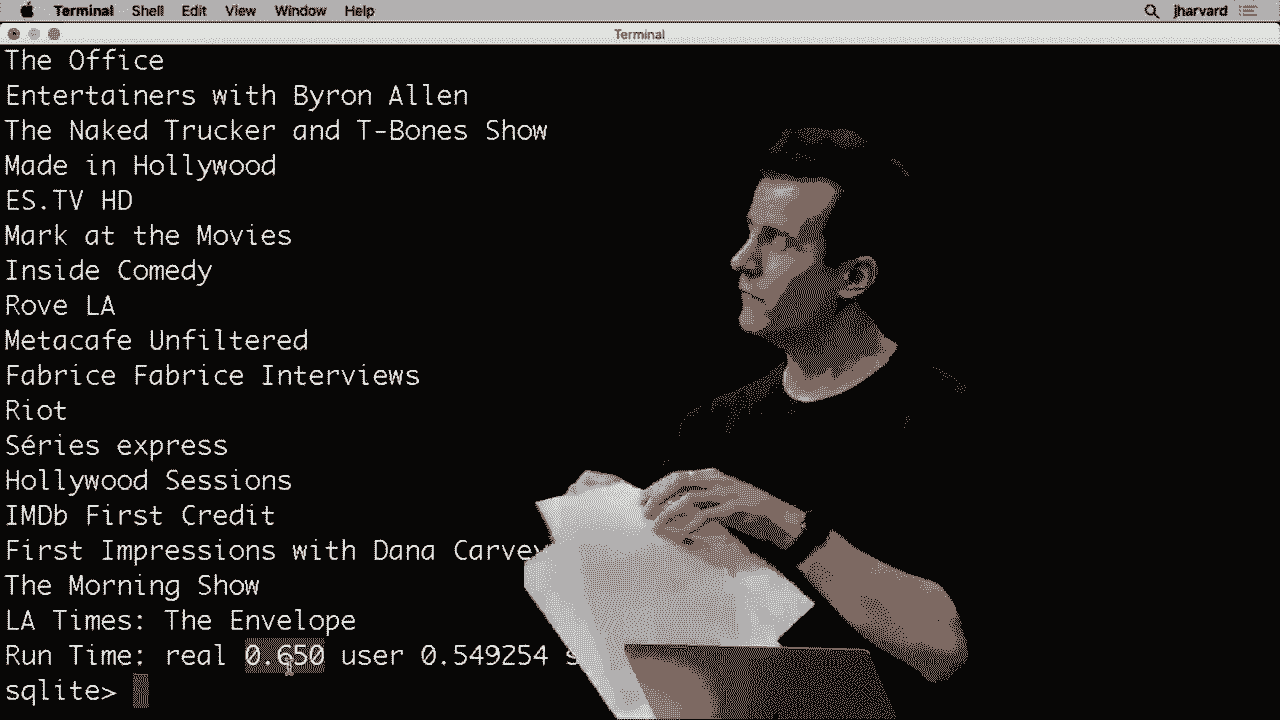 Terminal Shell Edit View Window Help jharvard
Terminal
The Office
Entertainers with Byron Allen
The Naked Trucker and T-Bones Show
Made in Hollywood
ES.TV HD
Mark at the Movies
Inside Comedy
Rove LA
Metacafe Unfiltered
Fabrice Fabrice Interviews
Riot
Séries express
Hollywood Sessions
IMDb First Credit
First Impressions with Dana Carvey
The Morning Show
LA Times: The Envelope
Run Time: real 0.650 user 0.549254 s
sqlite>